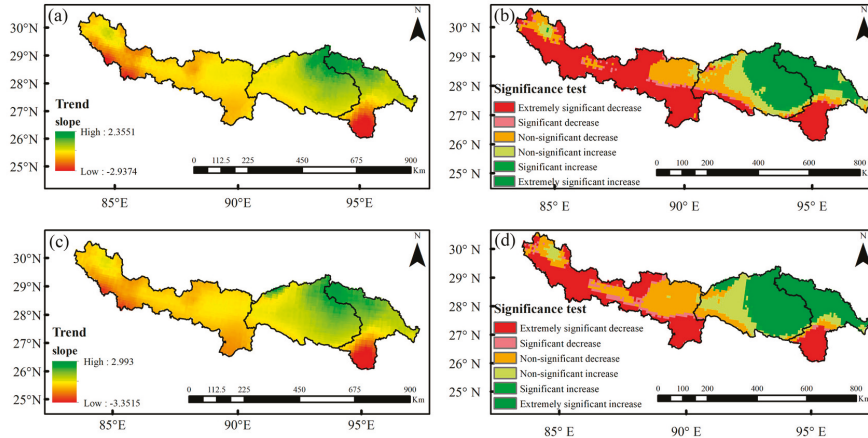 (a)
N
30°N
29°N
28°N
27°N
26°N
25°N
Trend
slope
High : 2.3551
Low : -2.9374
0 112.5 225 450 675 900
Km
85°E 90°E 95°E
(b)
N
30° N
29° N
28° N
27° N
26° N
25° N
Significance test
Extremely significant decrease
Significant decrease
Non-significant decrease
Non-significant increase
Significant increase
Extremely significant increase
0 100 200 400 600 800
Km
85° E 90° E 95° E
(c)
N
30°N
29°N
28°N
27°N
26°N
25°N
Trend
slope
High : 2.993
Low : -3.3515
0 112.5 225 450 675 900
Km
85°E 90°E 95°E
(d)
N
30° N
29° N
28° N
27° N
26° N
25° N
Significance test
Extremely significant decrease
Significant decrease
Non-significant decrease
Non-significant increase
Significant increase
Extremely significant increase
0 100 200 400 600 800
Km
85° E 90° E 95° E